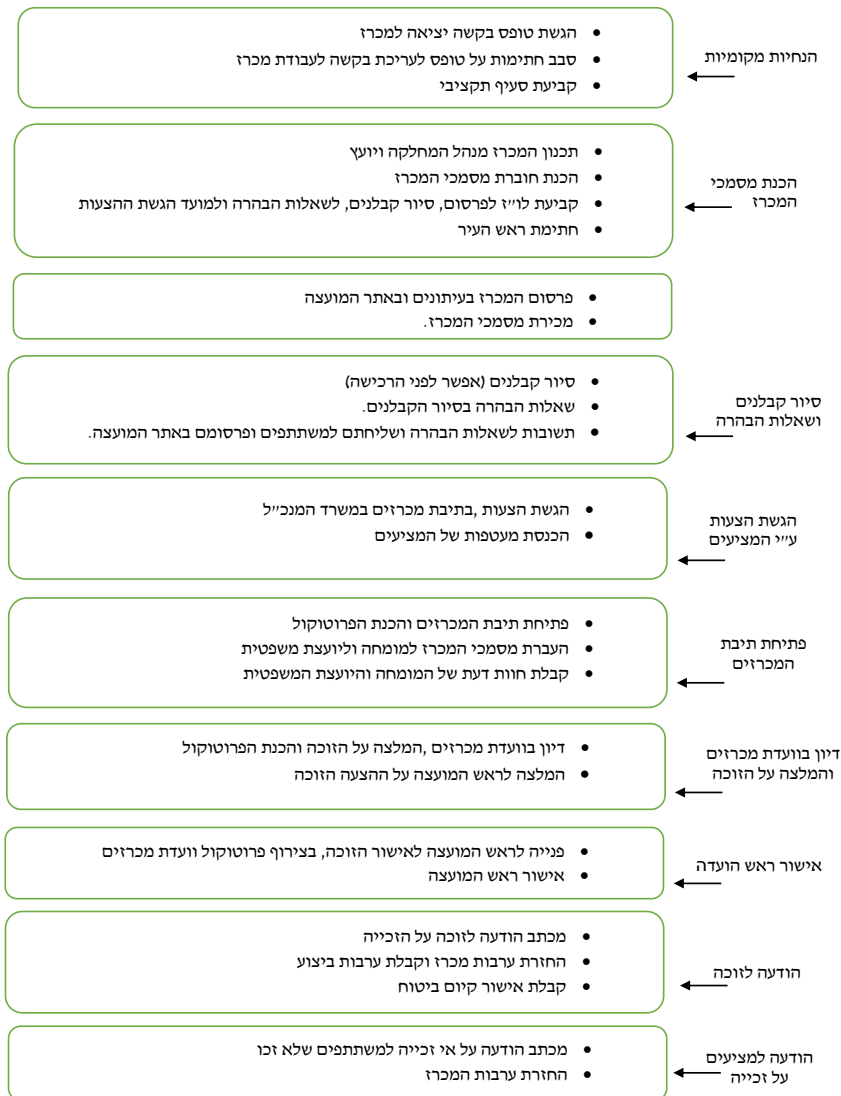 הנחיות מקומיות
הגשת טופס בקשה יציאה למכרז
סבב חתימות על טופס לעריכת בקשה לעבודת מכרז
קביעת סעיף תקציבי
הכנת מסמכי
המכרז
תכנון המכרז מנהל המחלקה ויועץ
הכנת חוברת מסמכי המכרז
קביעת לו״ז לפרסום, סיור קבלנים, לשאלות הבהרה ולמועד הגשת ההצעות
חתימת ראש העיר
פרסום המכרז בעיתונים ובאתר המועצה
מכירת מסמכי המכרז.
סיור קבלנים
ושאלות הבהרה
סיור קבלנים (אפשר לפני הרכישה)
שאלות הבהרה בסיור הקבלנים.
תשובות לשאלות הבהרה ושליחתם למשתתפים ופרסומם באתר המועצה.
הגשת הצעות
ע״י המציעים
הגשת הצעות ,בתיבת מכרזים במשרד המנכ״ל
הכנסת מעטפות של המציעים
פתיחת תיבת
המכרזים
פתיחת תיבת המכרזים והכנת הפרוטוקול
העברת מסמכי המכרז למומחה וליועצת משפטית
קבלת חוות דעת של המומחה והיועצת המשפטית
דיון בוועדת מכרזים
והמלצה על הזוכה
דיון בוועדת מכרזים ,המלצה על הזוכה והכנת הפרוטוקול
המלצה לראש המועצה על ההצעה הזוכה
אישור ראש הועדה
פנייה לראש המועצה לאישור הזוכה, בצירוף פרוטוקול וועדת מכרזים
אישור ראש המועצה
הודעה לזוכה
מכתב הודעה לזוכה על הזכייה
החזרת ערבות מכרז וקבלת ערבות ביצוע
קבלת אישור קיום ביטוח
הודעה למציעים
על זכייה
מכתב הודעה על אי זכייה למשתתפים שלא זכו
החזרת ערבות המכרז